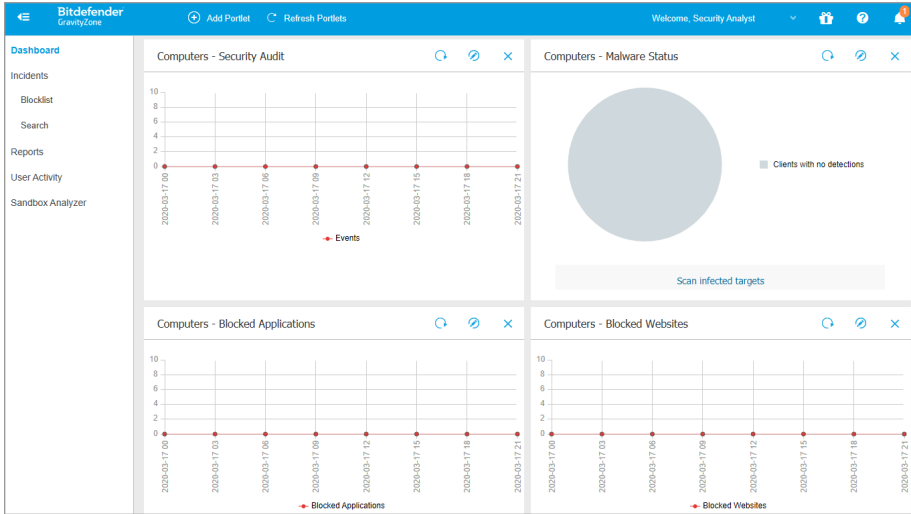 Bitdefender
GravityZone
Add Portlet Refresh Portlets
Welcome, Security Analyst
1
Dashboard
Incidents
Blocklist
Search
Reports
User Activity
Sandbox Analyzer
Computers - Security Audit
10
8
6
4
2
0
2020-03-17 00
2020-03-17 03
2020-03-17 06
2020-03-17 09
2020-03-17 12
2020-03-17 15
2020-03-17 18
2020-03-17 21
Events
Computers - Malware Status
Clients with no detections
Scan infected targets
Computers - Blocked Applications
10
8
6
4
2
0
2020-03-17 00
2020-03-17 03
2020-03-17 06
2020-03-17 09
2020-03-17 12
2020-03-17 15
2020-03-17 18
2020-03-17 21
Blocked Applications
Computers - Blocked Websites
10
8
6
4
2
0
2020-03-17 00
2020-03-17 03
2020-03-17 06
2020-03-17 09
2020-03-17 12
2020-03-17 15
2020-03-17 18
2020-03-17 21
Blocked Websites